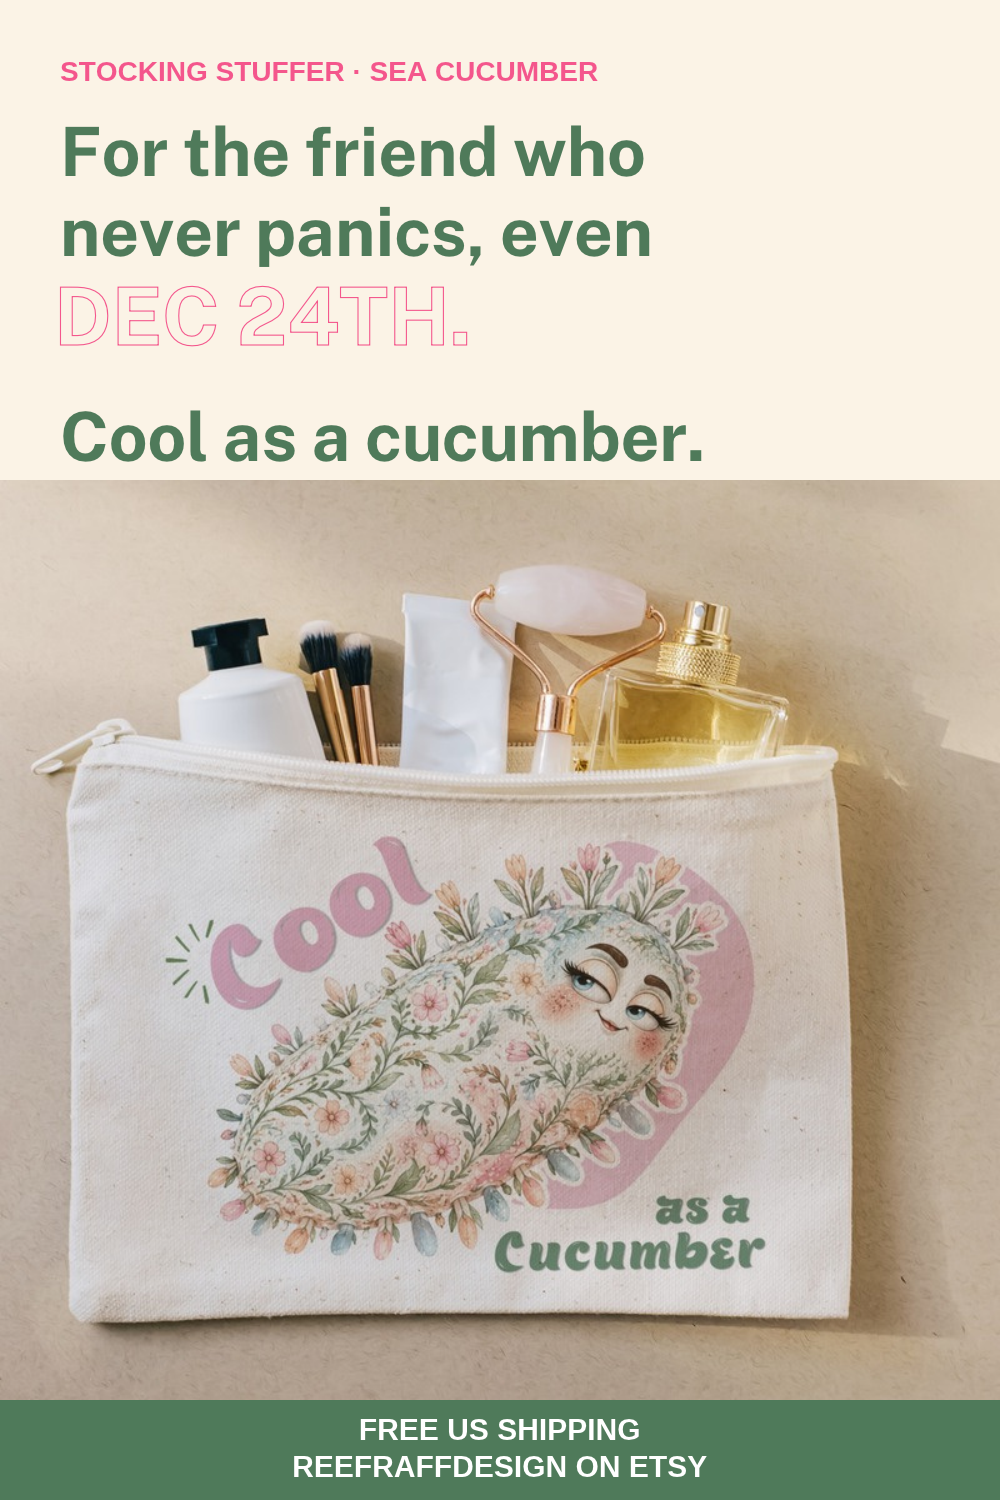 STOCKING STUFFER · SEA CUCUMBER
For the friend who
never panics, even
DEC 24TH.
Cool as a cucumber.
Cool
as a
Cucumber
FREE US SHIPPING
REEFRAFFDESIGN ON ETSY